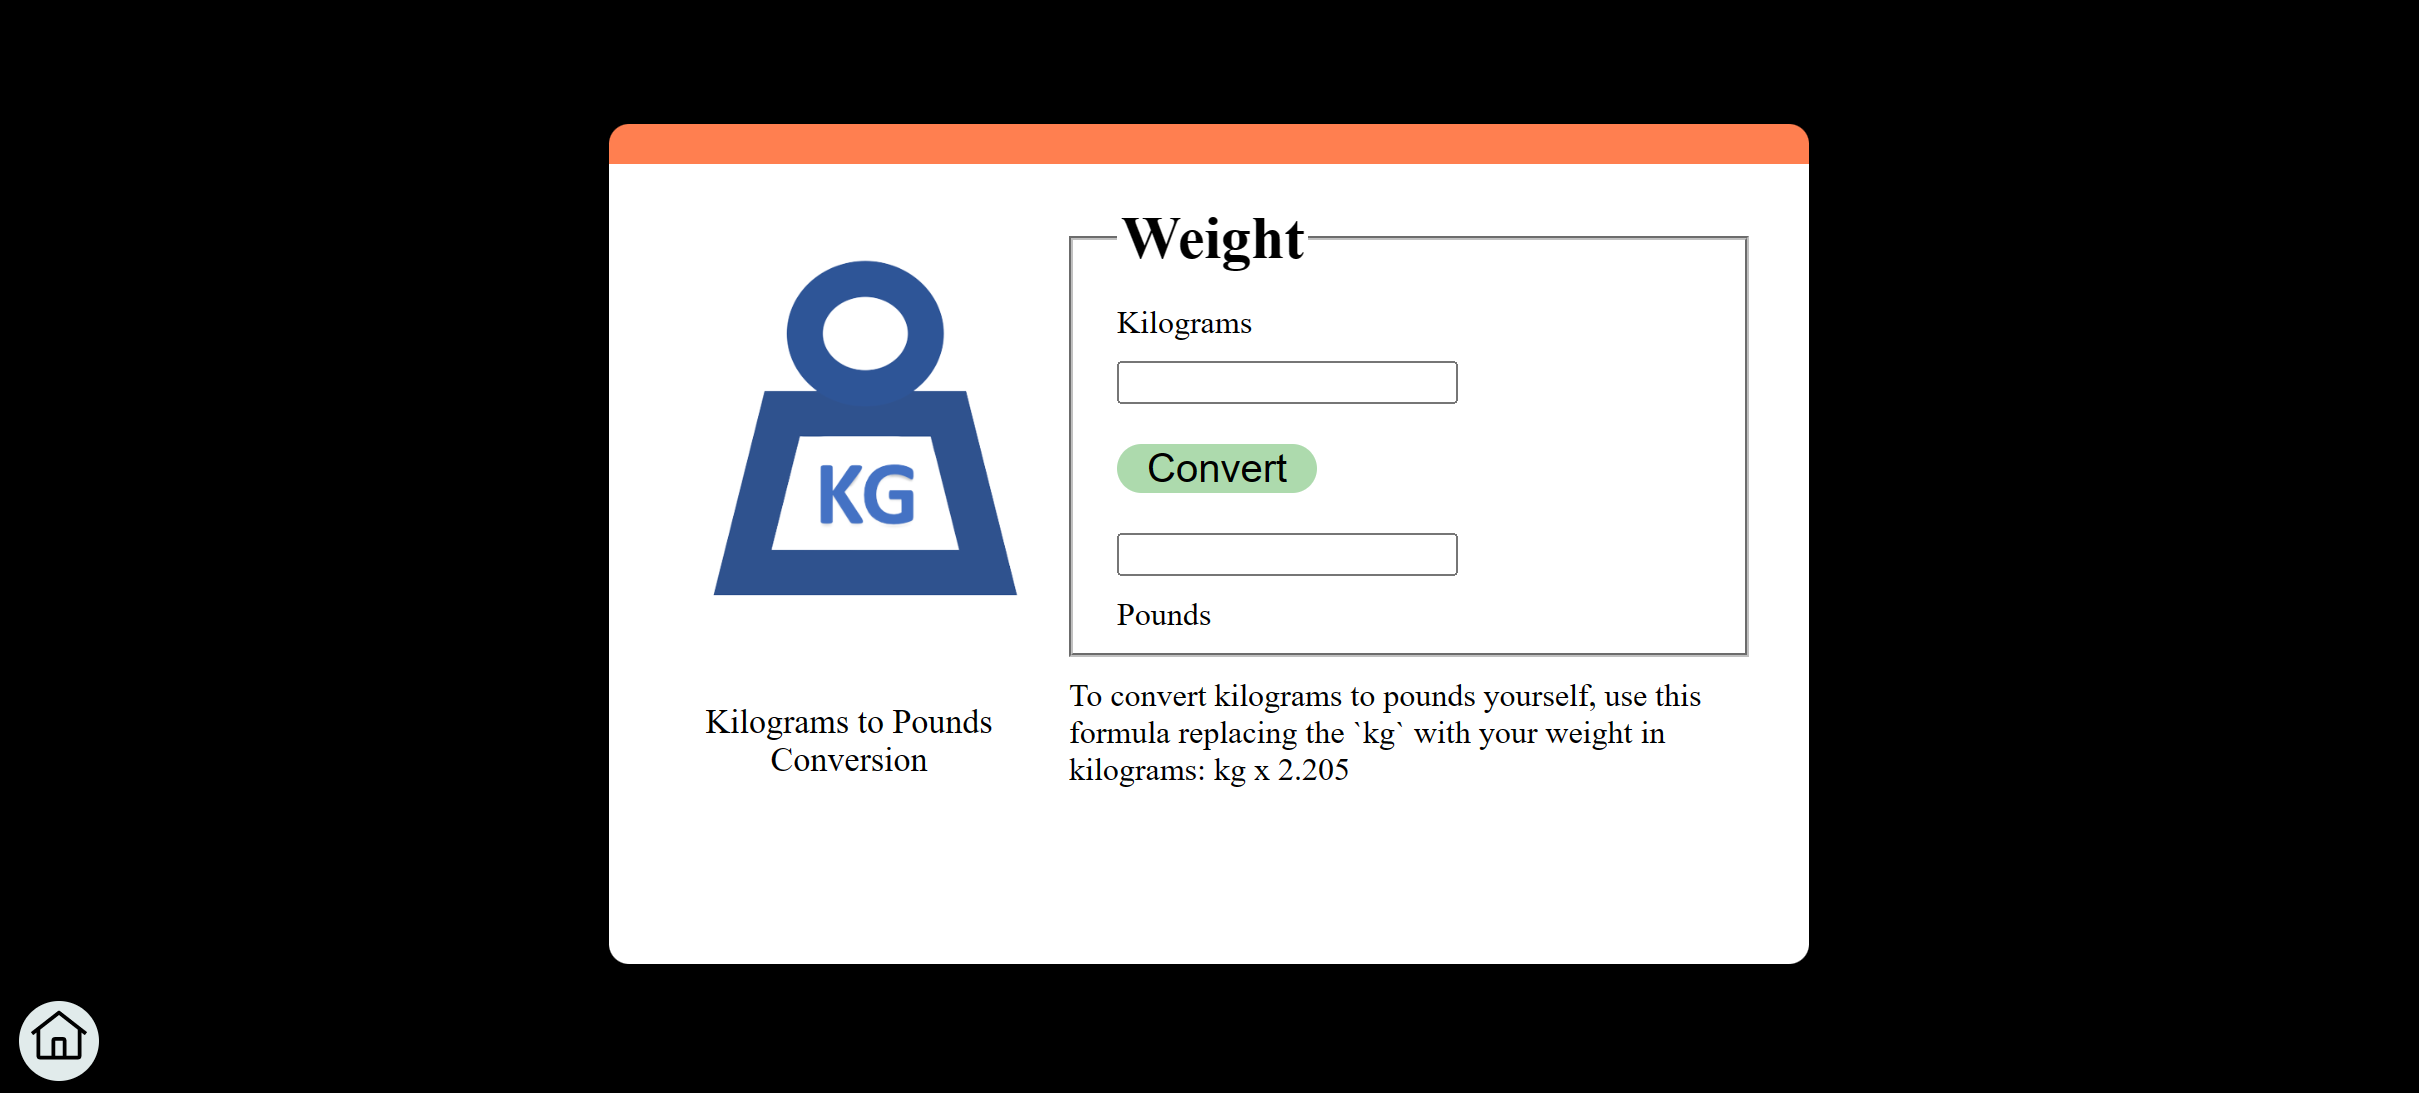 KG
Kilograms to Pounds
Conversion
Weight
Kilograms
Convert
Pounds
To convert kilograms to pounds yourself, use this
formula replacing the `kg` with your weight in
kilograms: kg x 2.205